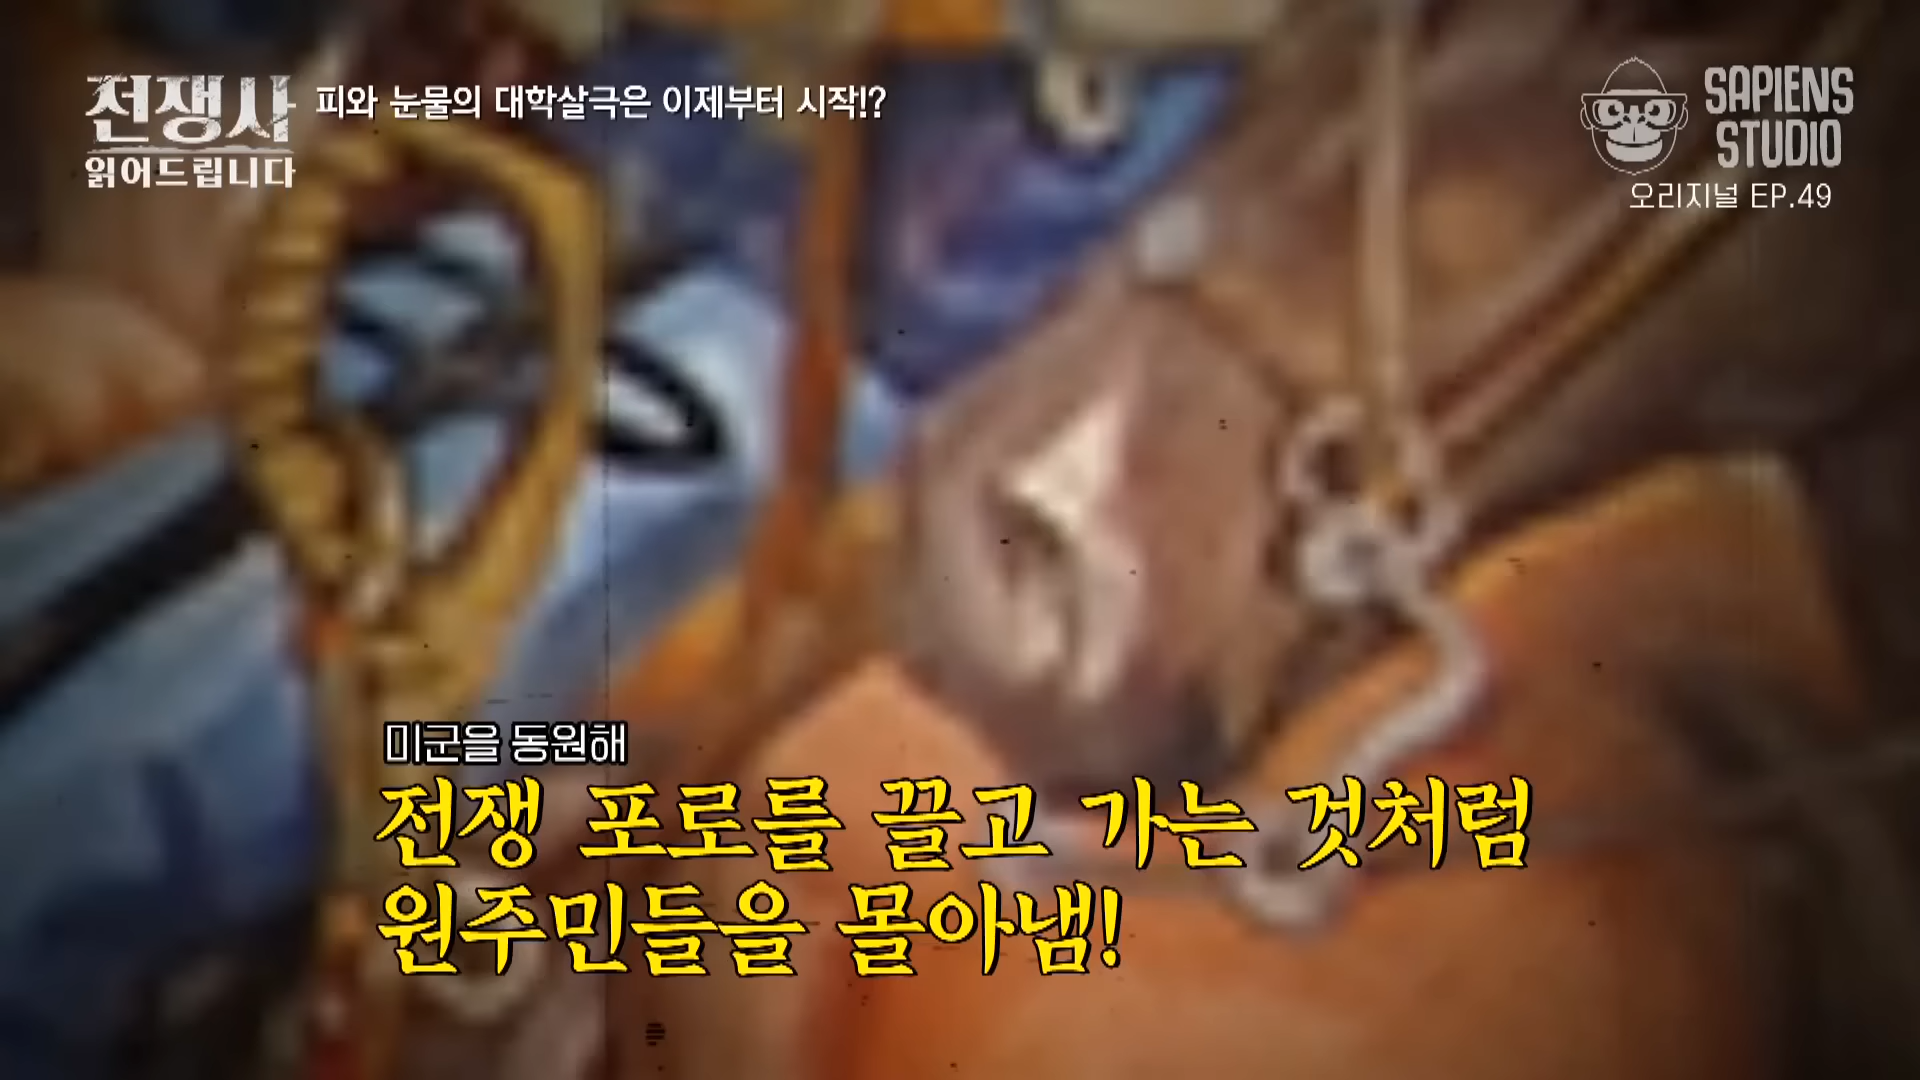 전쟁사
읽어드립니다
피와 눈물의 대학살극은 이제부터 시작!?
SAPIENS
STUDIO
오리지널 EP.49
미군을 동원해
전쟁 포로를 끌고 가는 것처럼
원주민들을 몰아냄!